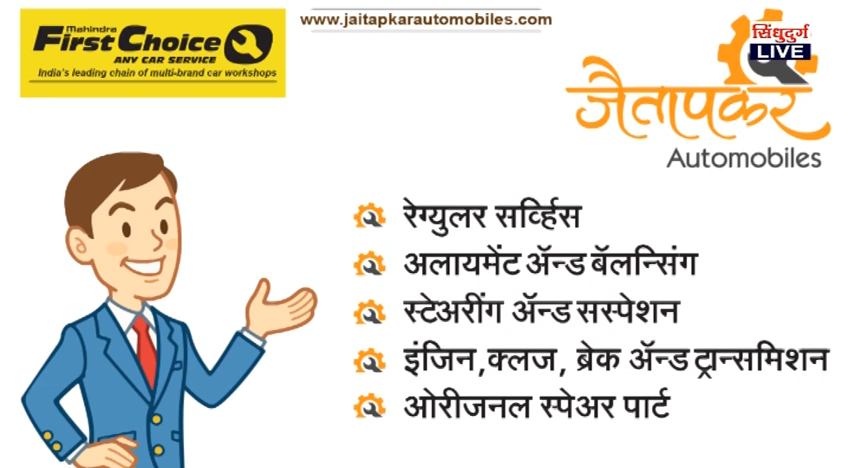 Mahindra
First Choice
ANY CAR SERVICE
India's leading chain of multi-brand car workshops
www.jaitapkarautomobiles.com
सिंधुदुर्ग
LIVE
जैतापकर
Automobiles
रेग्युलर सर्व्हिस
अलायमेंट ॲन्ड बॅलन्सिंग
स्टेअरींग ॲन्ड सस्पेशन
इंजिन,क्लज, ब्रेक ॲन्ड ट्रान्समिशन
ओरीजनल स्पेअर पार्ट